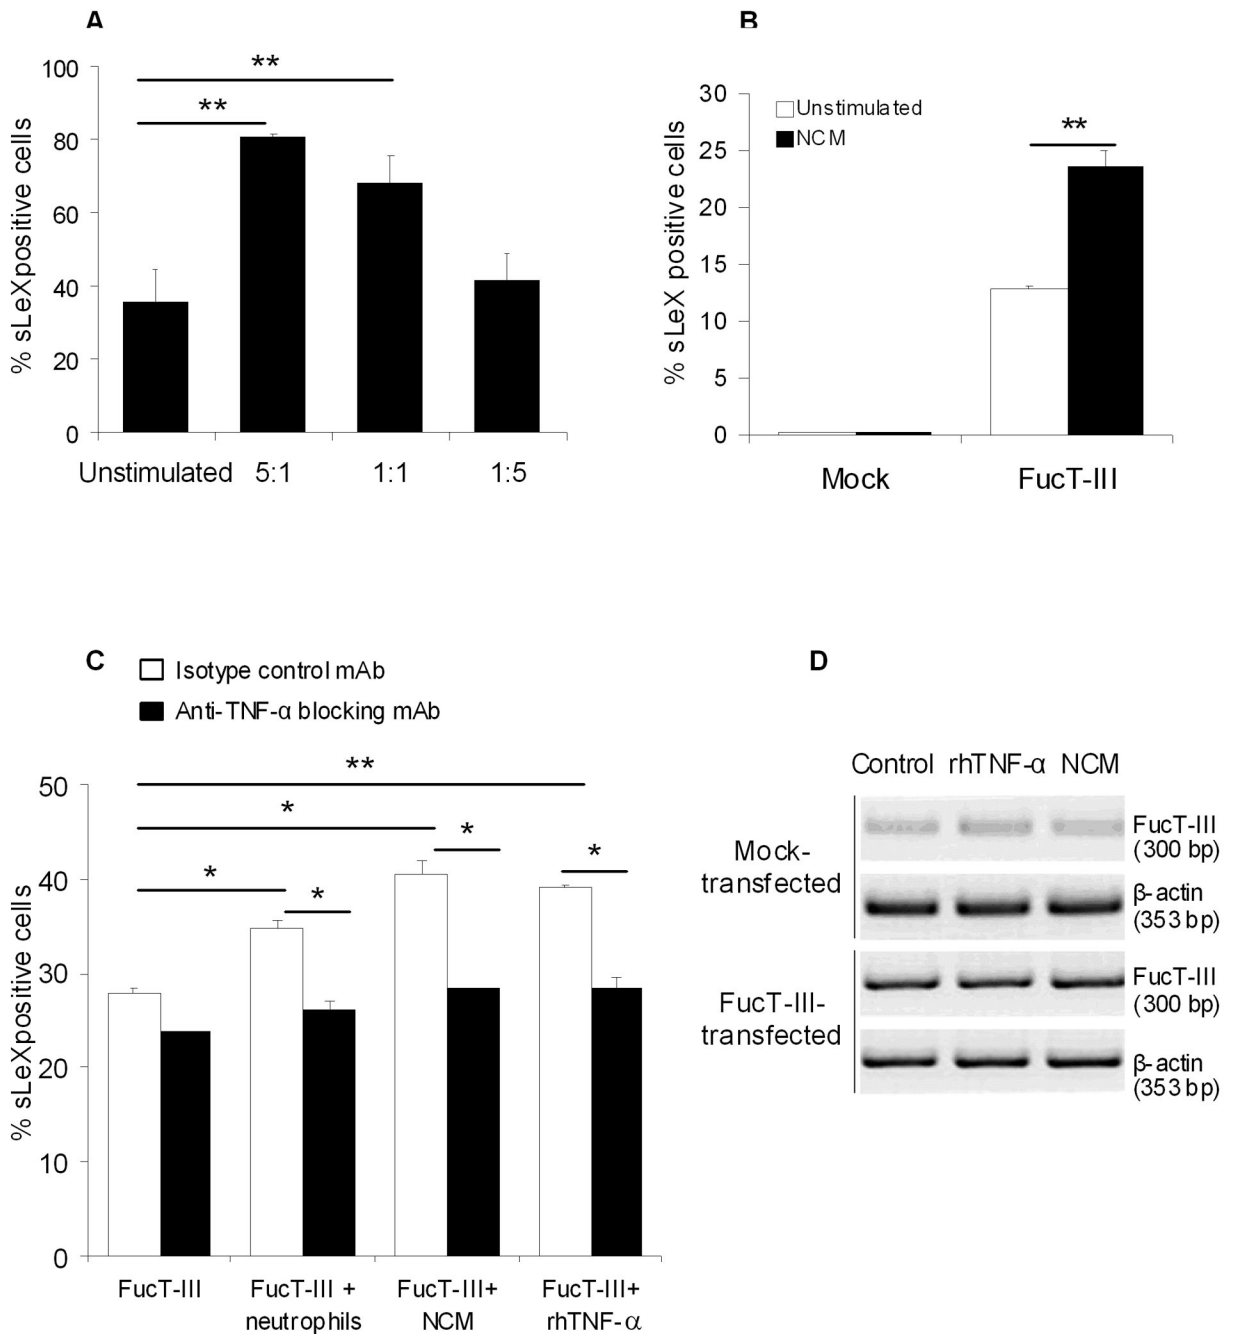 A
100
80
60
40
20
0
% sLeXpositive cells
**
**
Unstimulated 5:1 1:1 1:5
B
30
25
20
15
10
5
0
% sLeX positive cells
Unstimulated
NCM
**
Mock FucT-III
C
Isotype control mAb
Anti-TNF-α blocking mAb
50
40
30
20
10
0
% sLeXpositive cells
**
*
*
*
*
*
FucT-III
FucT-III +
neutrophils
FucT-III+
NCM
FucT-III+
rhTNF-α
D
Control rhTNF-α NCM
Mock-
transfected
FucT-III
(300 bp)
β-actin
(353 bp)
FucT-III-
transfected
FucT-III
(300 bp)
β-actin
(353 bp)